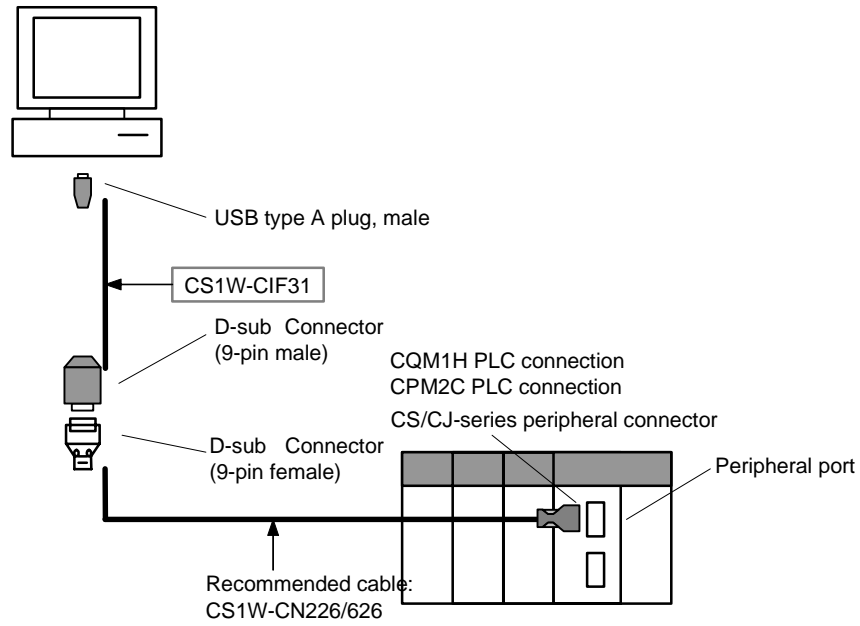 USB type A plug, male
CS1W-CIF31
D-sub Connector
(9-pin male)
CQM1H PLC connection
CPM2C PLC connection
CS/CJ-series peripheral connector
D-sub Connector
(9-pin female)
Peripheral port
Recommended cable:
CS1W-CN226/626